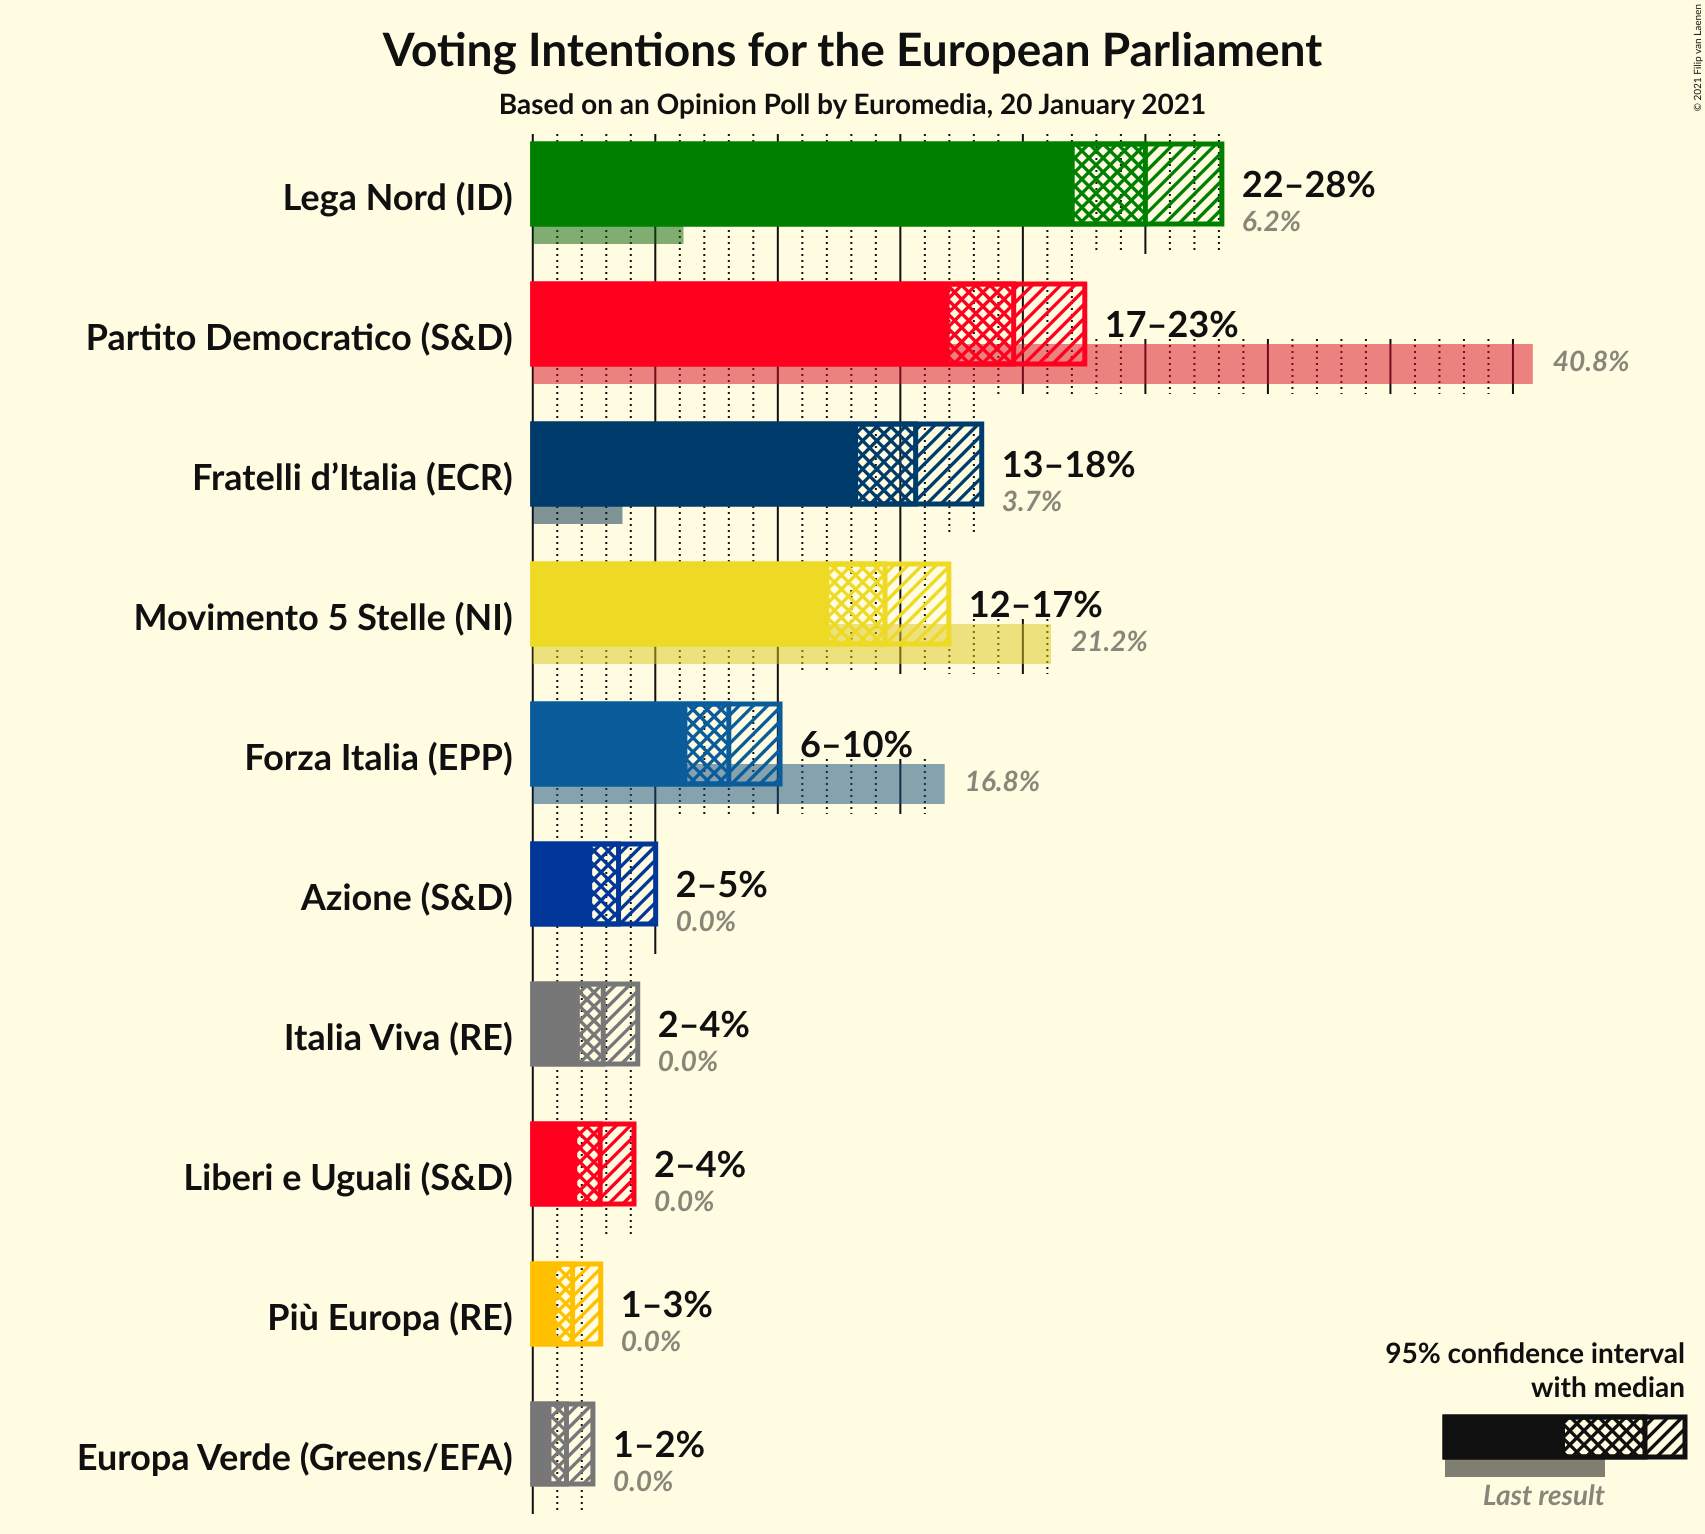 Voting Intentions for the European Parliament
Based on an Opinion Poll by Euromedia, 20 January 2021
© 2021 Filip van Laenen
Lega Nord (ID)
22–28%
6.2%
Partito Democratico (S&D)
17–23%
40.8%
Fratelli d’Italia (ECR)
13–18%
3.7%
Movimento 5 Stelle (NI)
12–17%
21.2%
Forza Italia (EPP)
6–10%
16.8%
Azione (S&D)
2–5%
0.0%
Italia Viva (RE)
2–4%
0.0%
Liberi e Uguali (S&D)
2–4%
0.0%
Più Europa (RE)
1–3%
0.0%
Europa Verde (Greens/EFA)
1–2%
0.0%
95% confidence interval
with median
Last result